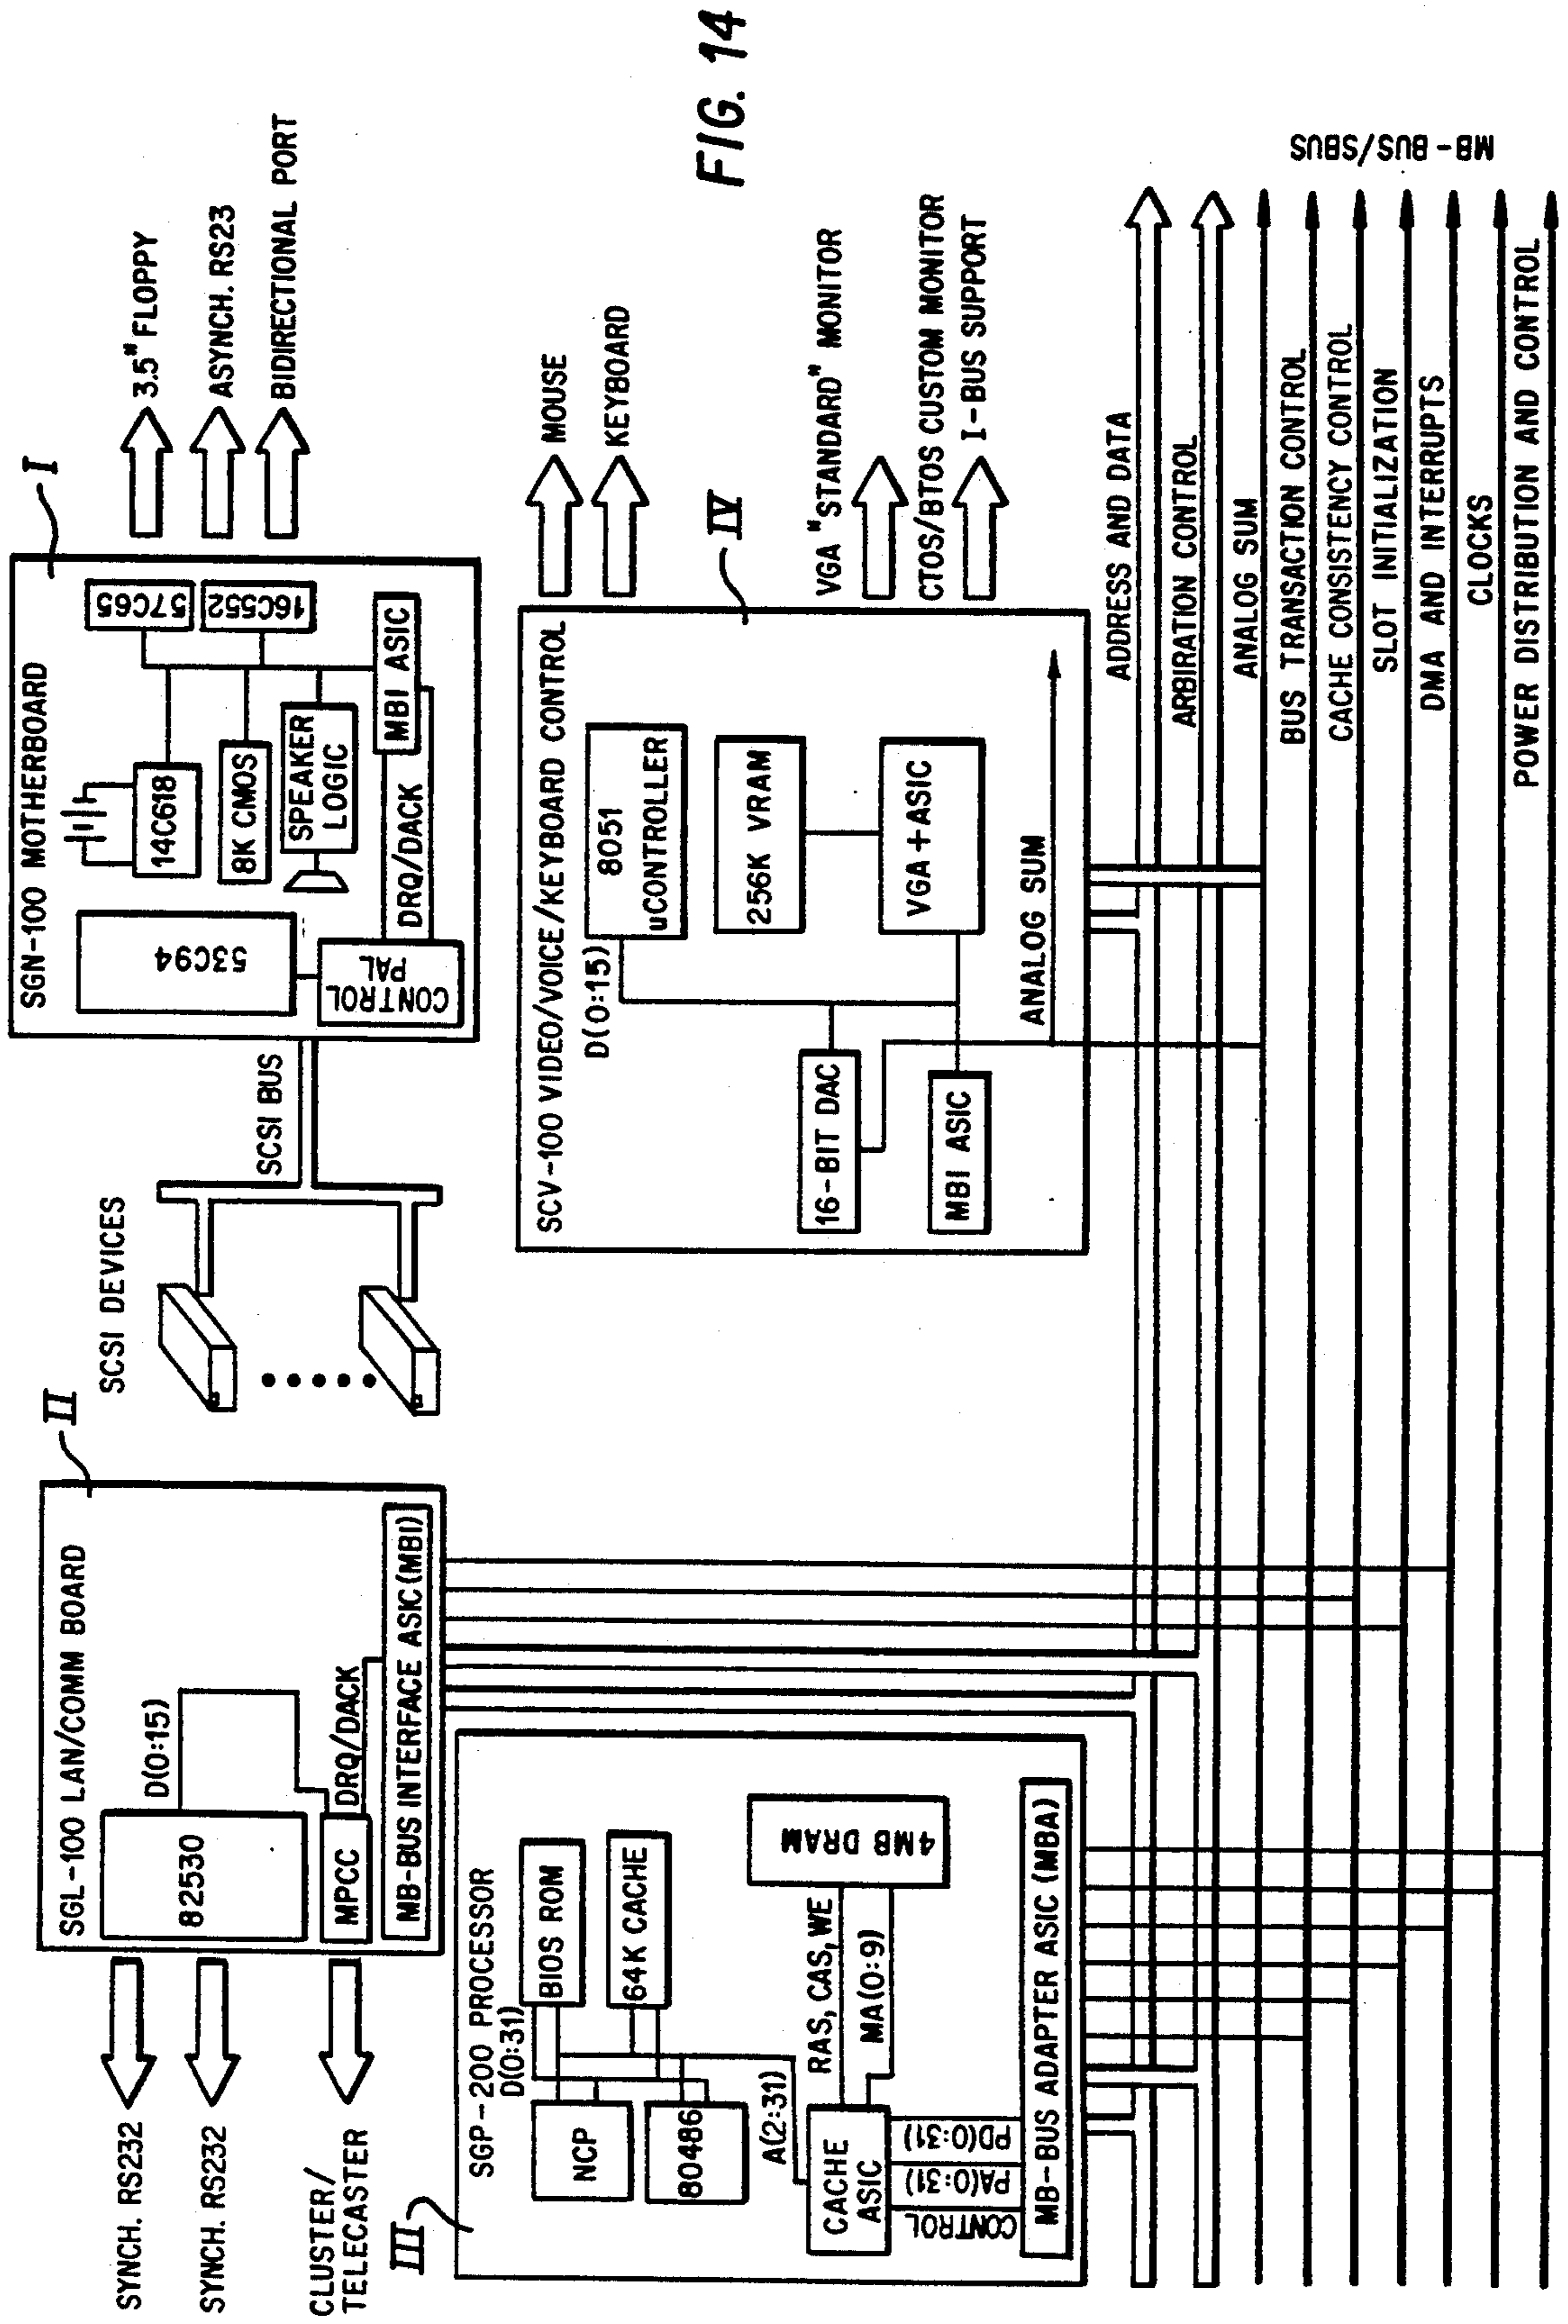 FIG. 14
SGN-100 MOTHERBOARD
I
53C94
CONTROL
PAL
DRQ/DACK
14C618
8K CMOS
SPEAKER
LOGIC
MBI ASIC
57C65
16C552
3.5" FLOPPY
ASYNCH. RS23
BIDIRECTIONAL PORT
SCSI BUS
SCSI DEVICES
SGL-100 LAN/COMM BOARD
II
82530
D(0:15)
MPCC
DRQ/DACK
MB-BUS INTERFACE ASIC (MBI)
SYNCH. RS232
SYNCH. RS232
CLUSTER/
TELECASTER
SGP-200 PROCESSOR
III
D(0:31)
BIOS ROM
64K CACHE
NCP
80486
A(2:31)
RAS, CAS, WE
MA(0:9)
4MB DRAM
CACHE
ASIC
CONTROL
PA(0:31)
PD(0:31)
MB-BUS ADAPTER ASIC (MBA)
SCV-100 VIDEO/VOICE/KEYBOARD CONTROL
IV
D(0:15)
8051
uCONTROLLER
256K VRAM
VGA+ASIC
16-BIT DAC
MBI ASIC
ANALOG SUM
MOUSE
KEYBOARD
VGA "STANDARD" MONITOR
CTOS/BTOS CUSTOM MONITOR
I-BUS SUPPORT
ADDRESS AND DATA
ARBIRATION CONTROL
ANALOG SUM
BUS TRANSACTION CONTROL
CACHE CONSISTENCY CONTROL
SLOT INITIALIZATION
DMA AND INTERRUPTS
CLOCKS
POWER DISTRIBUTION AND CONTROL
MB-BUS/SBUS